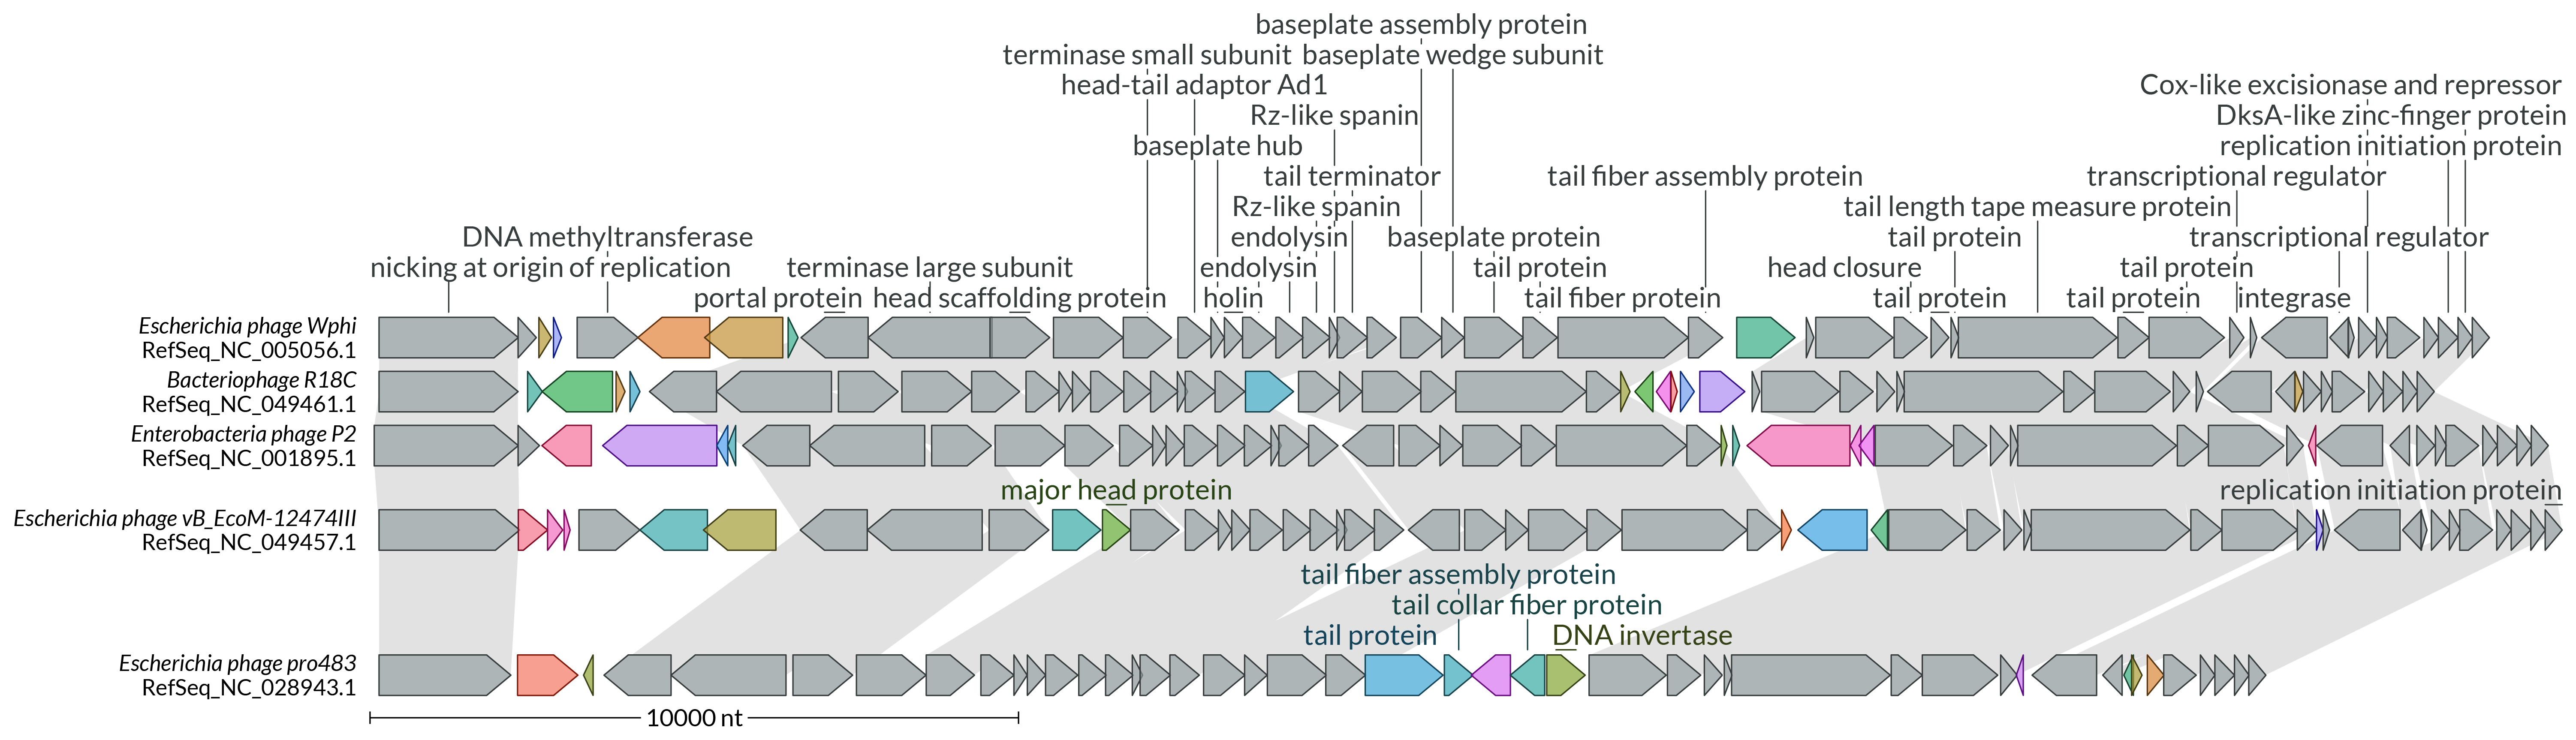 baseplate assembly protein
terminase small subunit baseplate wedge subunit
head-tail adaptor Ad1 Cox-like excisionase and repressor
Rz-like spanin DksA-like zinc-finger protein
baseplate hub replication initiation protein
tail terminator tail fiber assembly protein transcriptional regulator
Rz-like spanin tail length tape measure protein
DNA methyltransferase endolysin baseplate protein tail protein transcriptional regulator
nicking at origin of replication terminase large subunit endolysin tail protein head closure tail protein
portal protein head scaffolding protein holin tail fiber protein tail protein tail protein integrase
Escherichia phage Wphi
RefSeq_NC_005056.1
Bacteriophage R18C
RefSeq_NC_049461.1
Enterobacteria phage P2
RefSeq_NC_001895.1
major head protein replication initiation protein
Escherichia phage vB_EcoM-12474III
RefSeq_NC_049457.1
tail fiber assembly protein
tail collar fiber protein
tail protein DNA invertase
Escherichia phage pro483
RefSeq_NC_028943.1
10000 nt